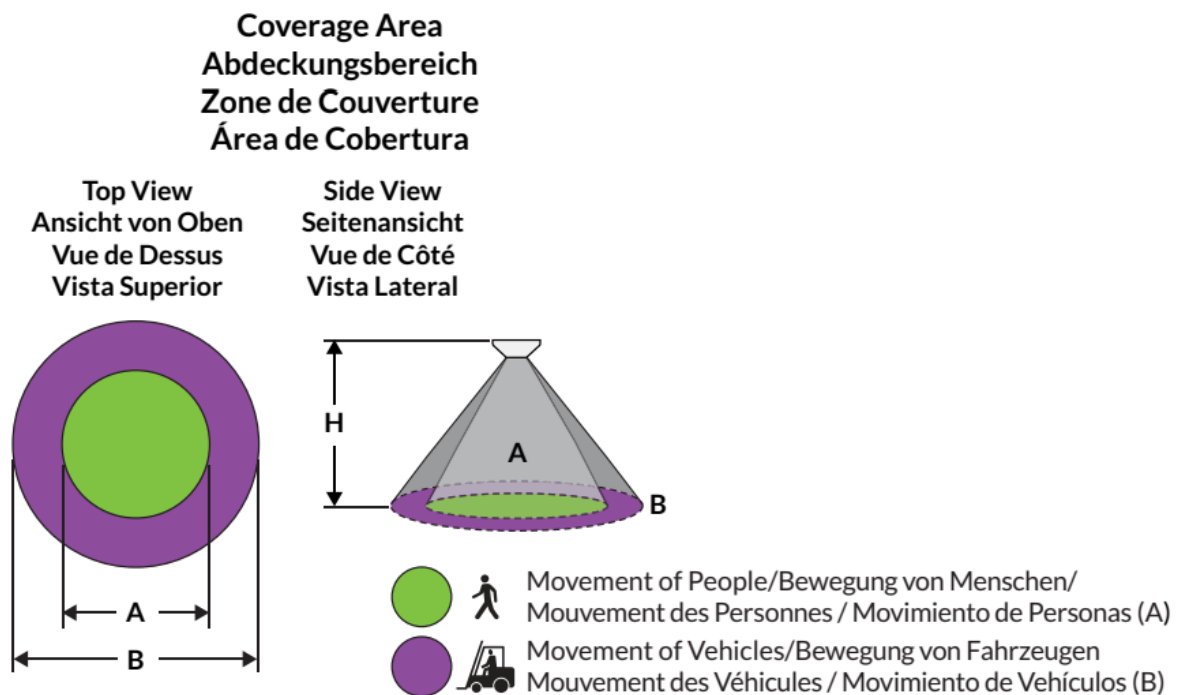 Coverage Area
Abdeckungsbereich
Zone de Couverture
Área de Cobertura
Top View
Ansicht von Oben
Vue de Dessus
Vista Superior
Side View
Seitenansicht
Vue de Côté
Vista Lateral
H
A
B
A
B
Movement of People/Bewegung von Menschen/
Mouvement des Personnes / Movimiento de Personas (A)
Movement of Vehicles/Bewegung von Fahrzeugen
Mouvement des Véhicules / Movimiento de Vehículos (B)